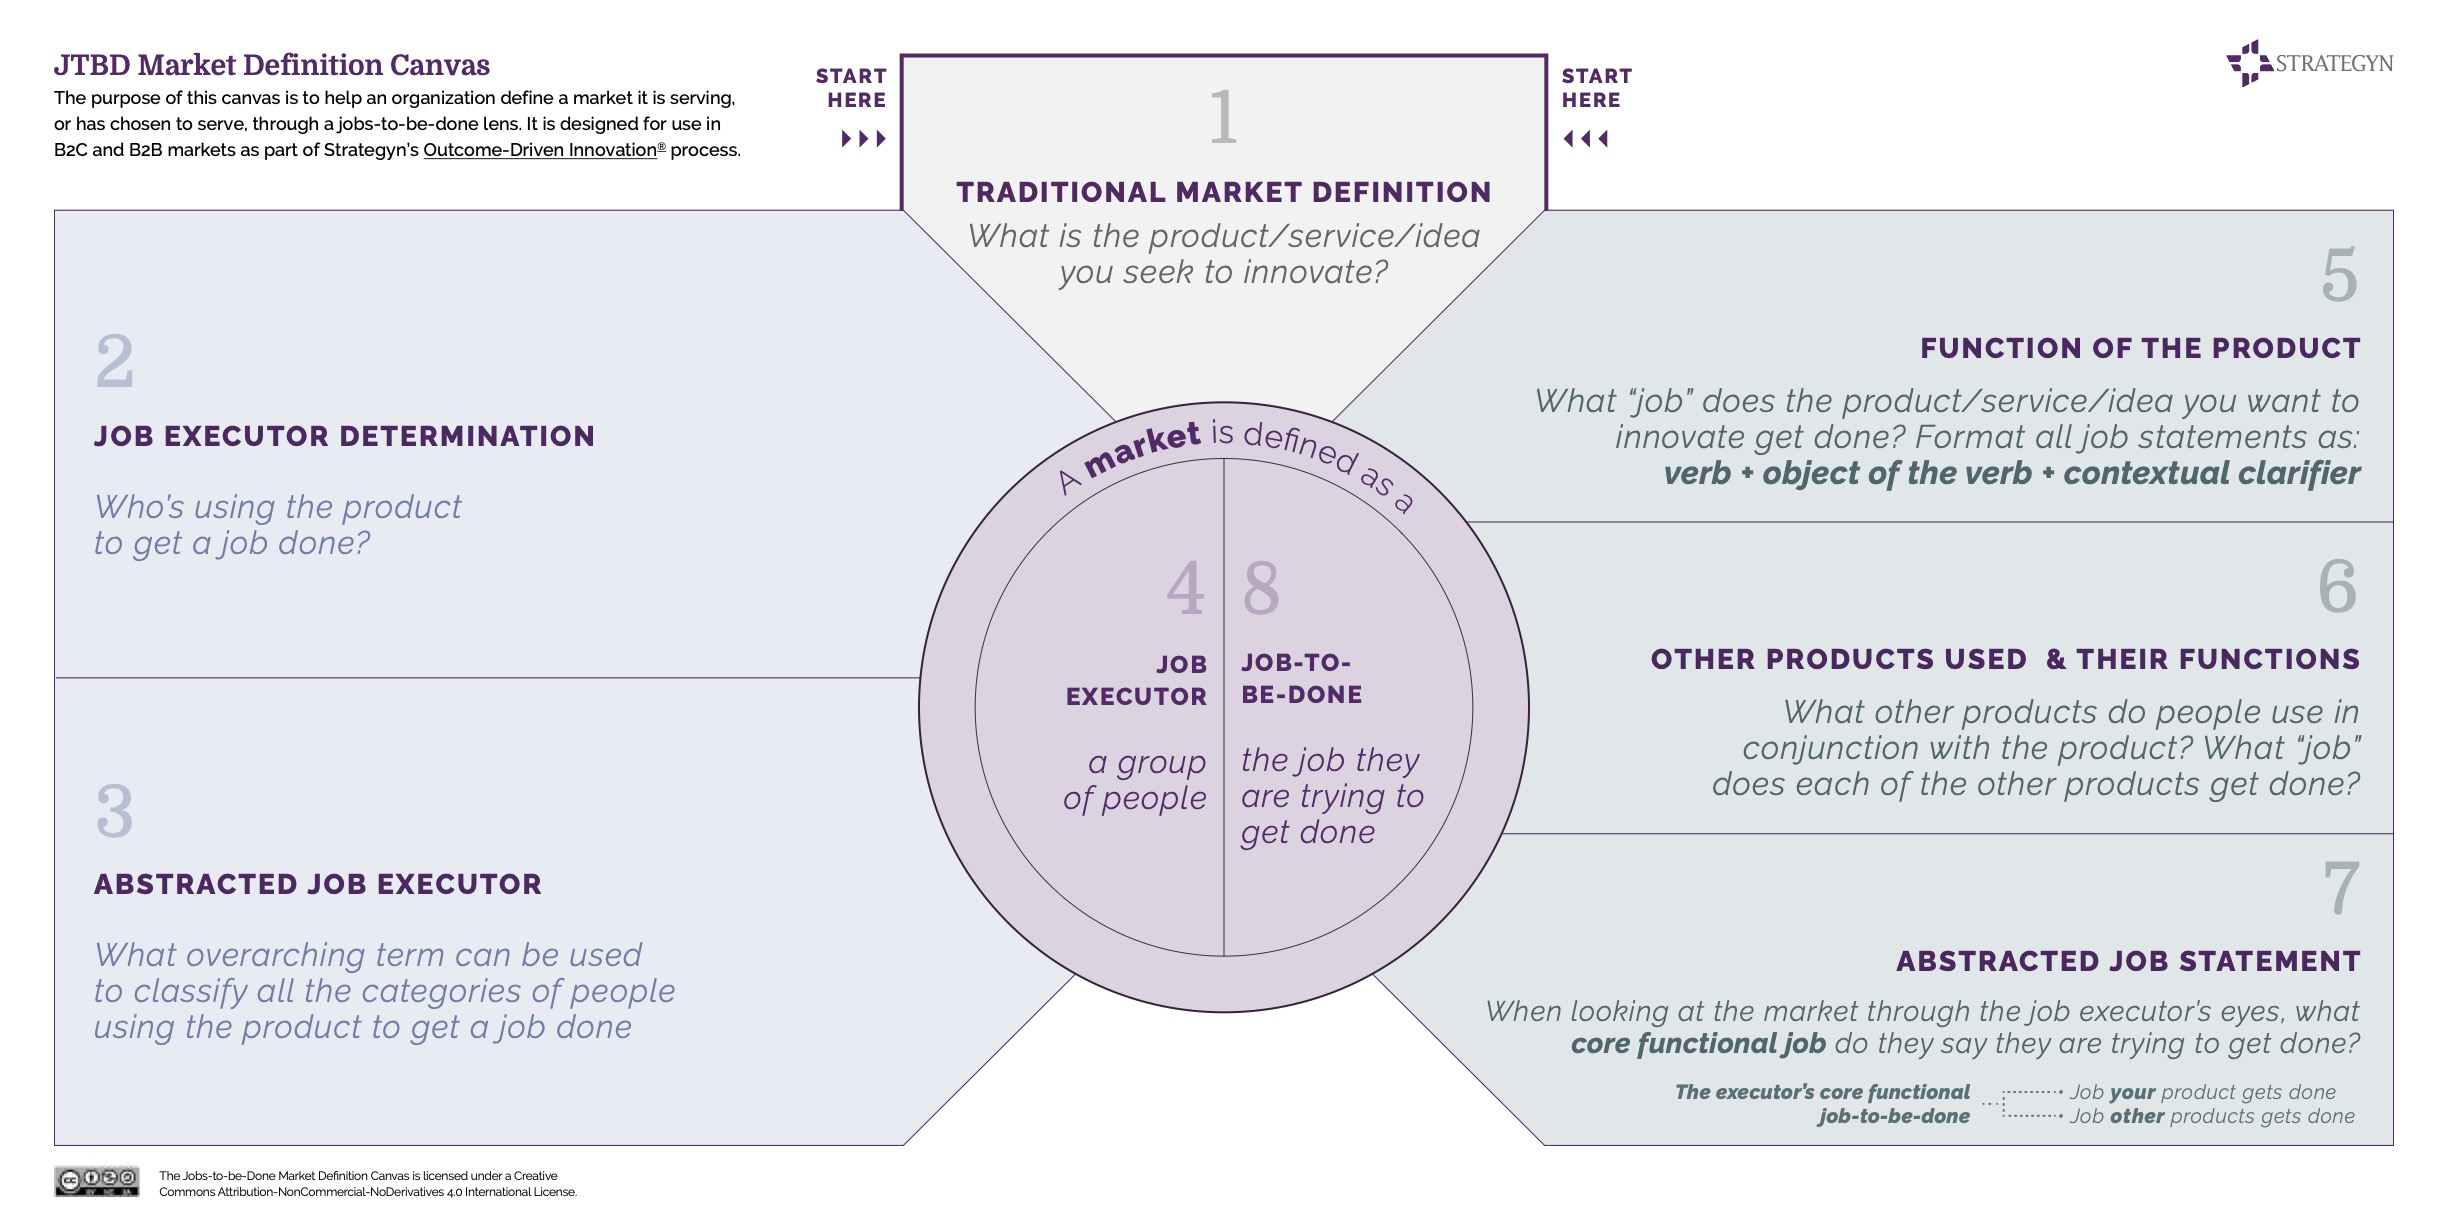 JTBD Market Definition Canvas
The purpose of this canvas is to help an organization define a market it is serving,
or has chosen to serve, through a jobs-to-be-done lens. It is designed for use in
B2C and B2B markets as part of Strategyn's Outcome-Driven Innovation® process.
START
HERE
START
HERE
STRATEGYN
1
TRADITIONAL MARKET DEFINITION
What is the product/service/idea
you seek to innovate?
2
JOB EXECUTOR DETERMINATION
Who's using the product
to get a job done?
3
ABSTRACTED JOB EXECUTOR
What overarching term can be used
to classify all the categories of people
using the product to get a job done
A market is defined as a
4
JOB
EXECUTOR
a group
of people
8
JOB-TO-
BE-DONE
the job they
are trying to
get done
5
FUNCTION OF THE PRODUCT
What “job” does the product/service/idea you want to
innovate get done? Format all job statements as:
verb + object of the verb + contextual clarifier
6
OTHER PRODUCTS USED & THEIR FUNCTIONS
What other products do people use in
conjunction with the product? What “job”
does each of the other products get done?
7
ABSTRACTED JOB STATEMENT
When looking at the market through the job executor's eyes, what
core functional job do they say they are trying to get done?
The executor's core functional
job-to-be-done
Job your product gets done
Job other products gets done
The Jobs-to-be-Done Market Definition Canvas is licensed under a Creative
Commons Attribution-NonCommercial-NoDerivatives 4.0 International License.